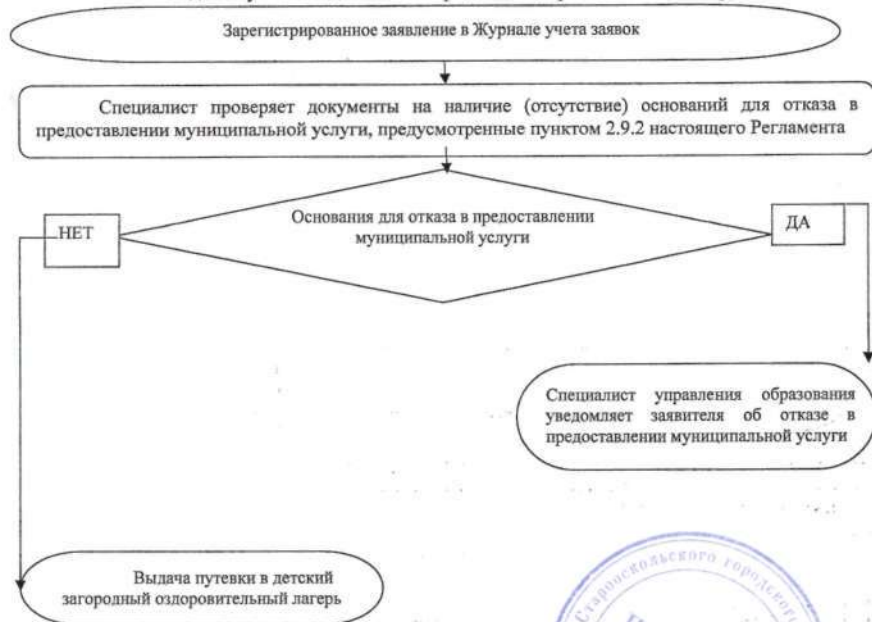 Зарегистрированное заявление в Журнале учета заявок
Специалист проверяет документы на наличие (отсутствие) оснований для отказа в
предоставлении муниципальной услуги, предусмотренные пунктом 2.9.2 настоящего Регламента
Основания для отказа в предоставлении
муниципальной услуги
НЕТ
ДА
Специалист управления образования
уведомляет заявителя об отказе в
предоставлении муниципальной услуги
Выдача путевки в детский
загородный оздоровительный лагерь
Старооскольского городского